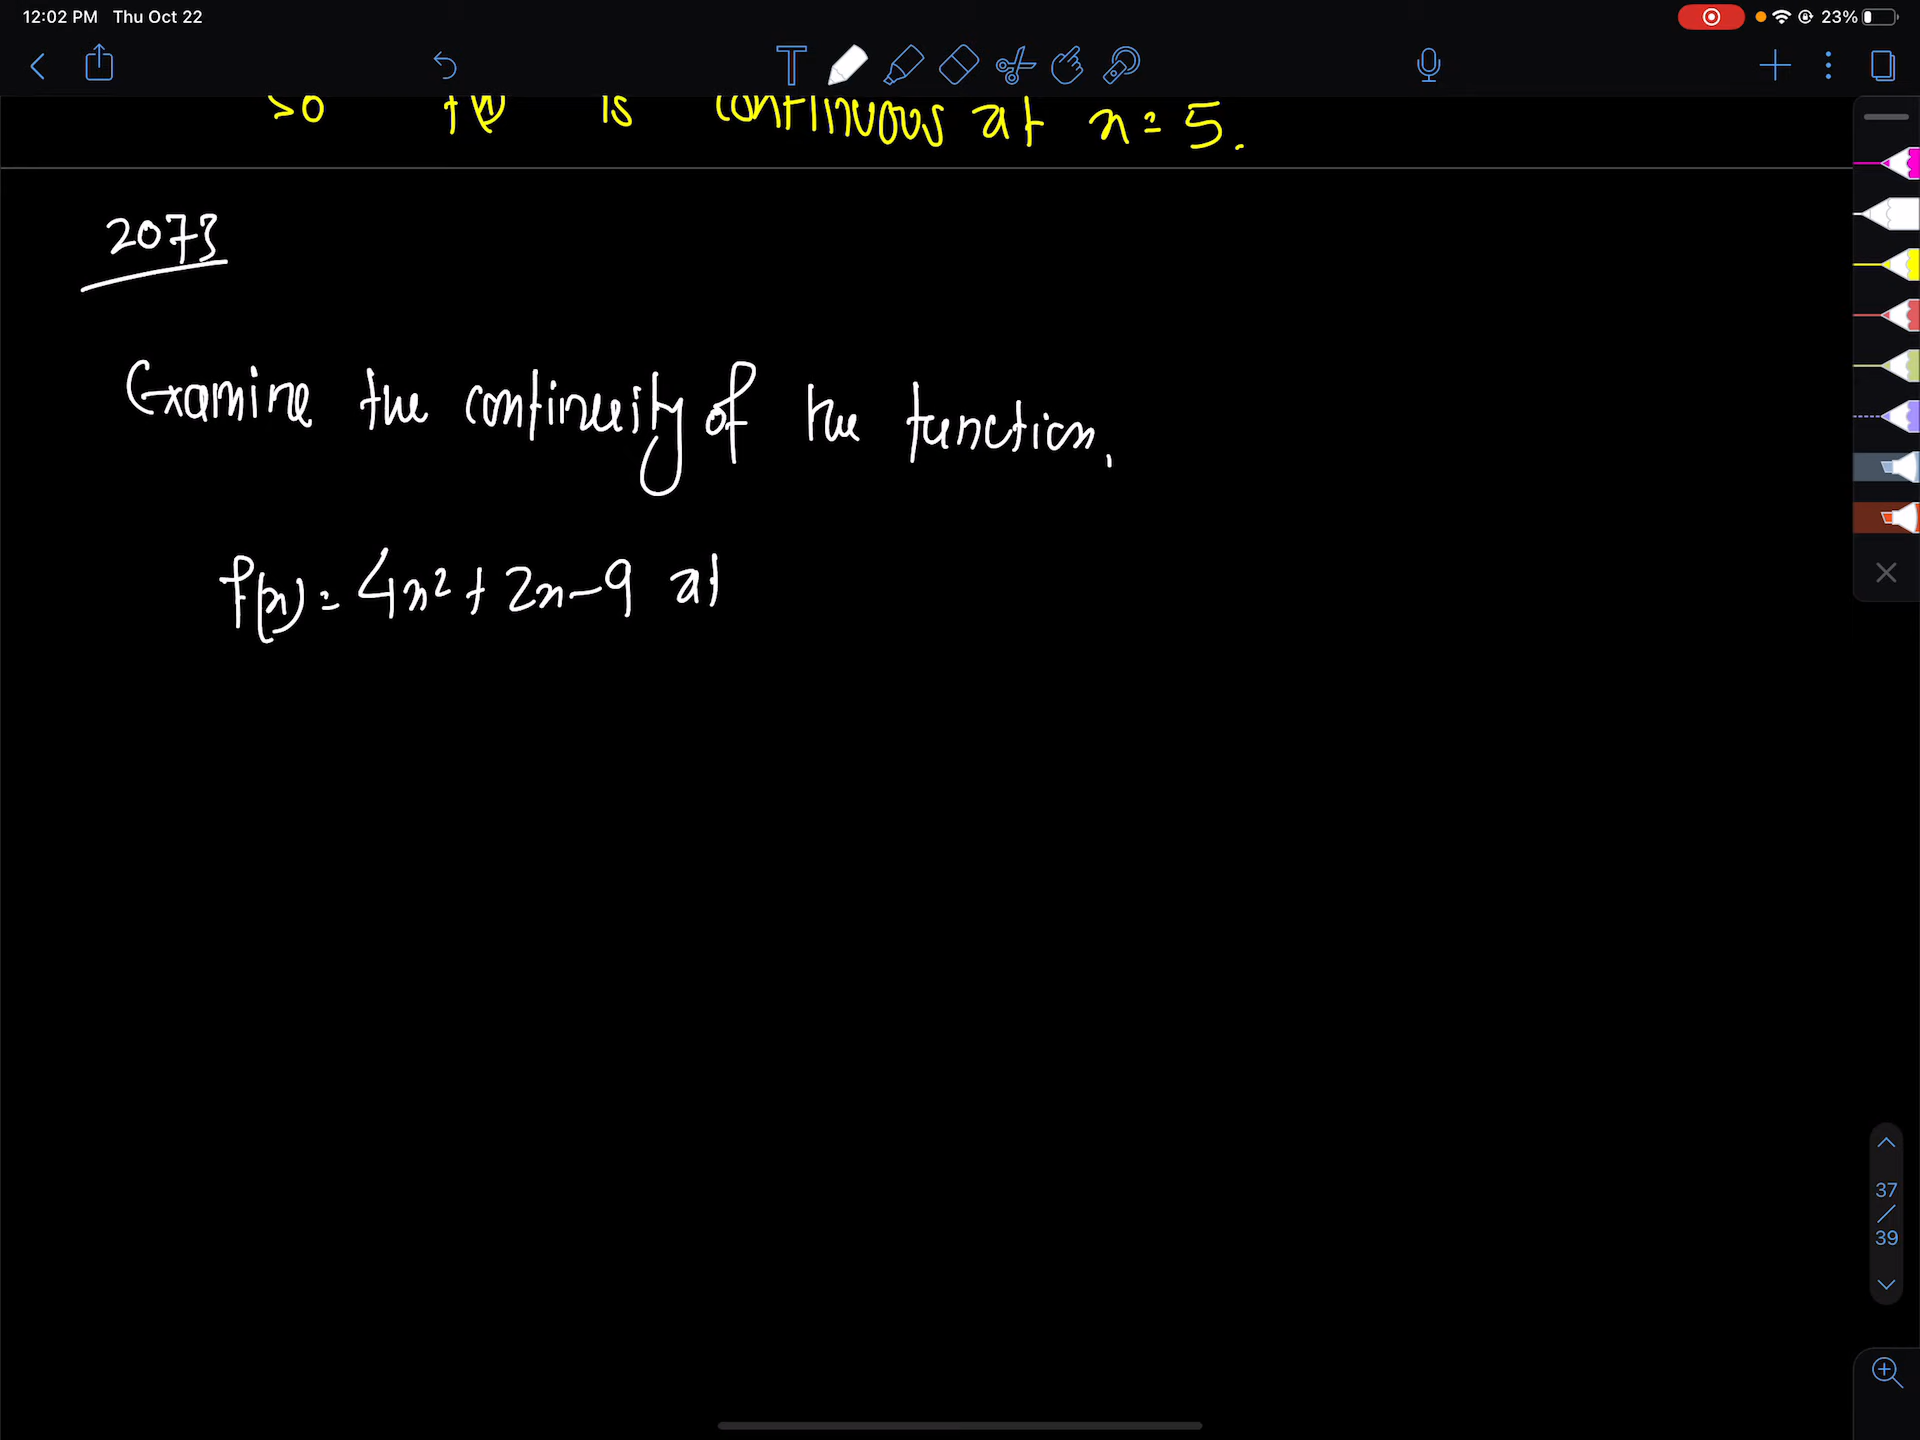 12:02 PM Thu Oct 22
23%
so f(x) is continuous at x = 5.
2073
Examine the continuity of the function.
f(x) = 4x² + 2x - 9 at
37
39